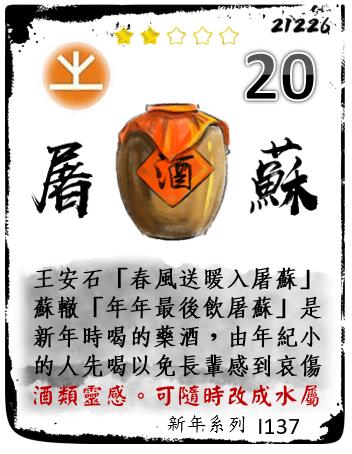 21226
20
屠 酒 蘇
王安石「春風送暖入屠蘇」
蘇轍「年年最後飲屠蘇」是
新年時喝的藥酒，由年紀小
的人先喝以免長輩感到哀傷
酒類靈感。可隨時改成水屬
新年系列 I137